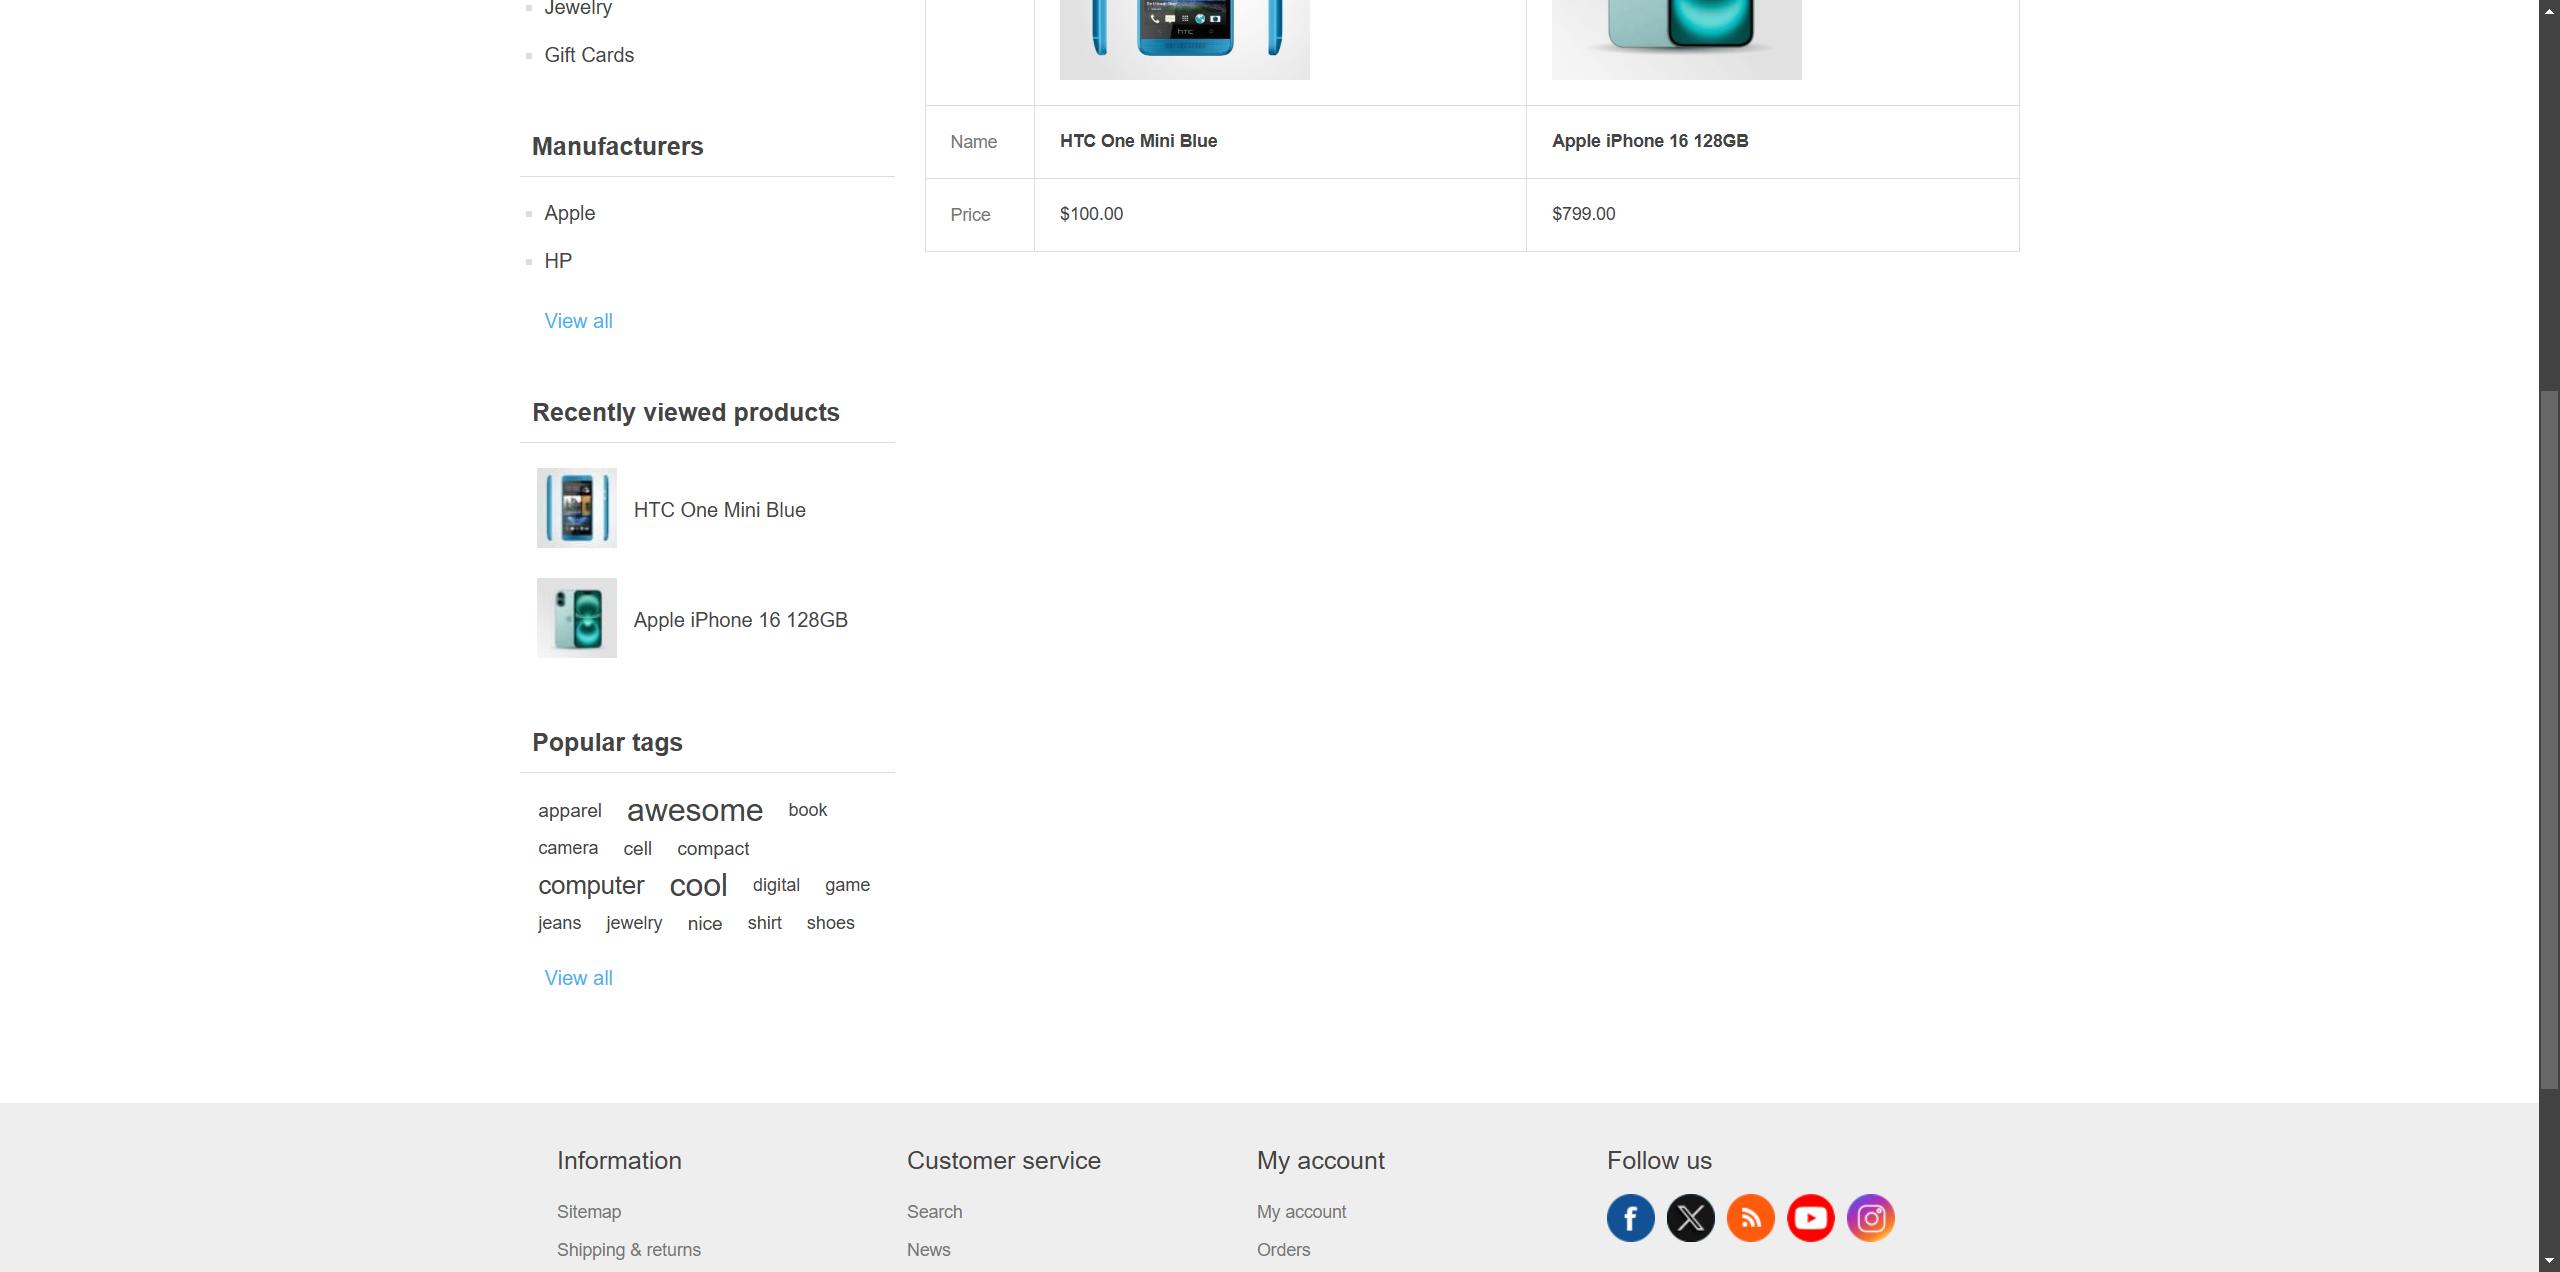 Jewelry
Gift Cards
Manufacturers
Apple
HP
View all
Recently viewed products
HTC One Mini Blue
Apple iPhone 16 128GB
Popular tags
apparel awesome book
camera cell compact
computer cool digital game
jeans jewelry nice shirt shoes
View all
hTC
Name HTC One Mini Blue Apple iPhone 16 128GB
Price $100.00 $799.00
Information
Sitemap
Shipping & returns
Customer service
Search
News
My account
My account
Orders
Follow us